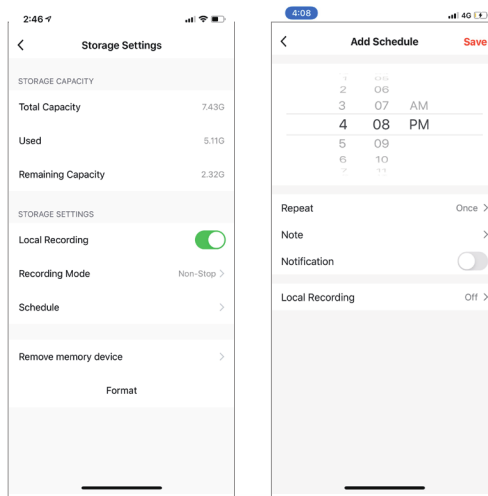 2:46
Storage Settings
STORAGE CAPACITY
Total Capacity 7.43G
Used 5.11G
Remaining Capacity 2.32G
STORAGE SETTINGS
Local Recording
Recording Mode Non-Stop
Schedule
Remove memory device
Format
4:08 4G
Add Schedule Save
2 06
3 07 AM
4 08 PM
5 09
6 10
7 11
Repeat Once
Note
Notification
Local Recording Off